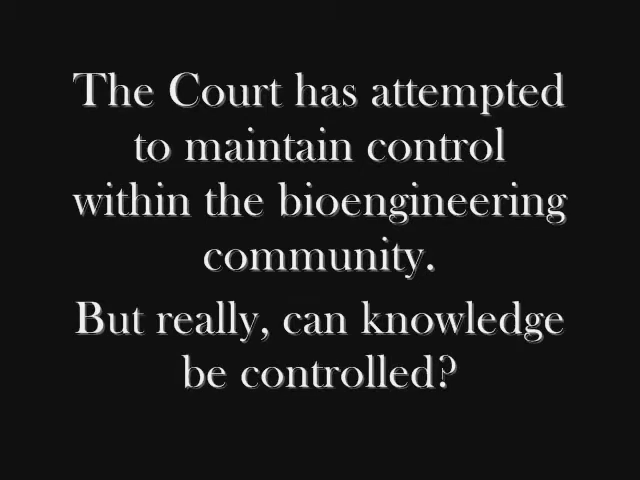 The Court has attempted
to maintain control
within the bioengineering
community.
But really, can knowledge
be controlled?